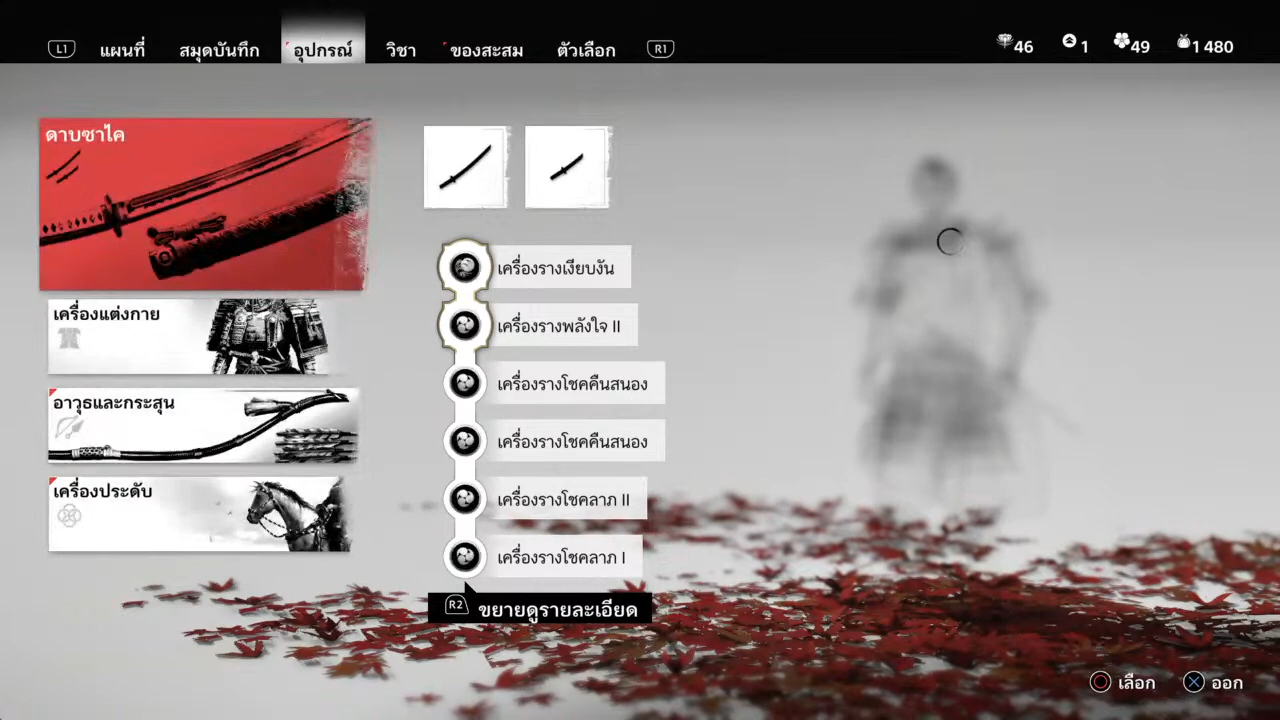 L1 แผนที่ สมุดบันทึก อุปกรณ์ วิชา ของสะสม ตัวเลือก R1
46 1 49 1 480
ดาบซาไค
เครื่องแต่งกาย
อาวุธและกระสุน
เครื่องประดับ
เครื่องรางเงียบงัน
เครื่องรางพลังใจ II
เครื่องรางโชคคืนสนอง
เครื่องรางโชคคืนสนอง
เครื่องรางโชคลาภ II
เครื่องรางโชคลาภ I
R2 ขยายดูรายละเอียด
เลือก ออก